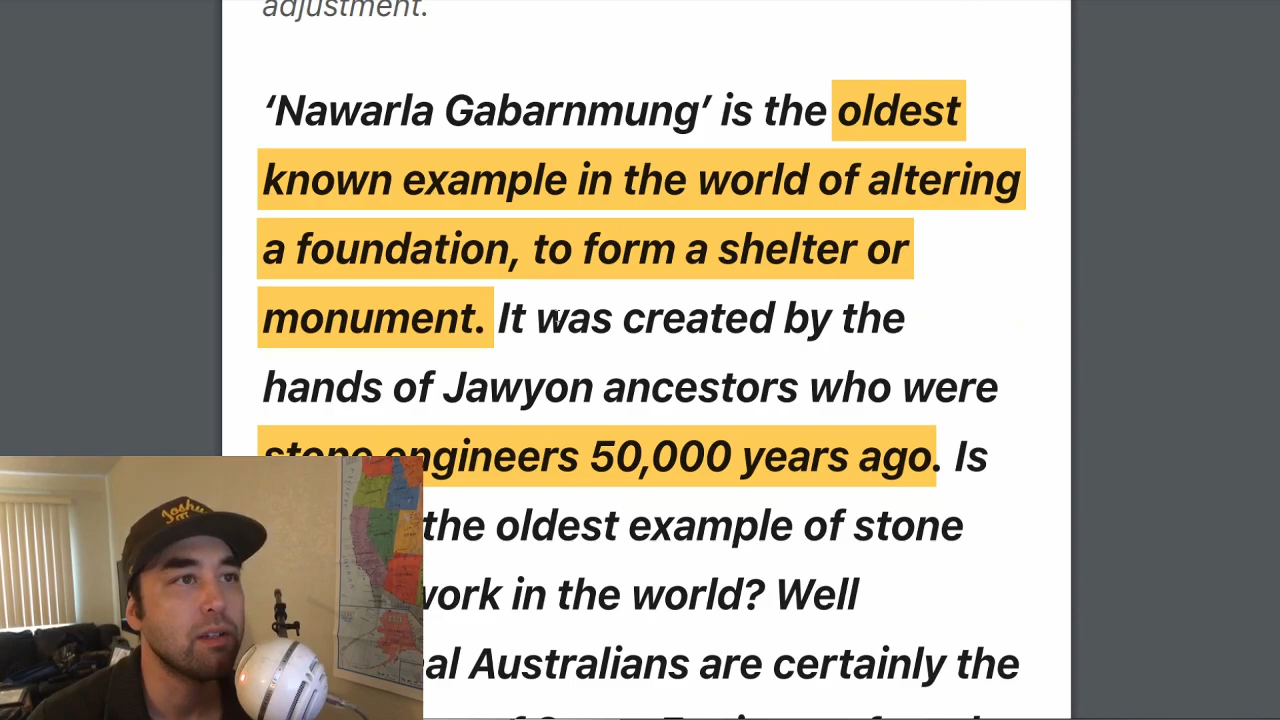 adjustment.
‘Nawarla Gabarnmung’ is the oldest
known example in the world of altering
a foundation, to form a shelter or
monument. It was created by the
hands of Jawyon ancestors who were
stone engineers 50,000 years ago. Is
the oldest example of stone
work in the world? Well
Australians are certainly the